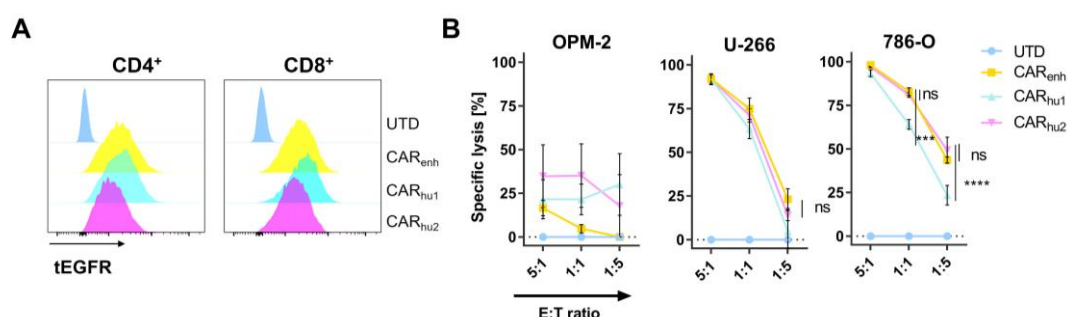 A
CD4⁺
CD8⁺
UTD
CARenh
CARhu1
CARhu2
tEGFR
B
OPM-2
U-266
786-O
Specific lysis [%]
100
75
50
25
0
5:1
1:1
1:5
E:T ratio
100
75
50
25
0
ns
5:1
1:1
1:5
100
75
50
25
0
ns
***
ns
****
5:1
1:1
1:5
UTD
CARenh
CARhu1
CARhu2